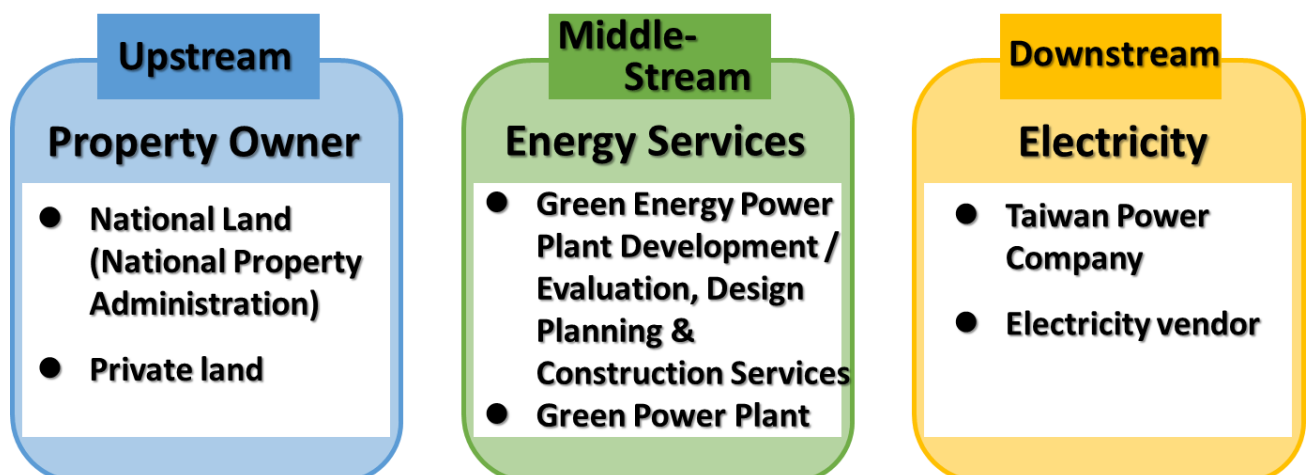 Upstream
Property Owner
● National Land
(National Property
Administration)
● Private land
Middle-
Stream
Energy Services
● Green Energy Power
Plant Development /
Evaluation, Design
Planning &
Construction Services
● Green Power Plant
Downstream
Electricity
● Taiwan Power
Company
● Electricity vendor